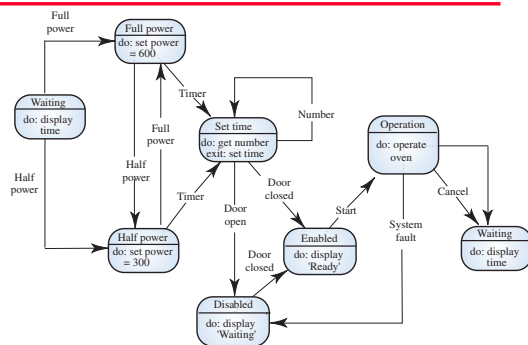 Full
power
Full power
do: set power
= 600
Timer
Waiting
do: display
time
Full
power
Half
power
Half
power
Timer
Half power
do: set power
= 300
Set time
do: get number
exit: set time
Number
Door
open
Door
closed
Door
closed
Start
Enabled
do: display
'Ready'
Disabled
do: display
'Waiting'
Operation
do: operate
oven
System
fault
Cancel
Waiting
do: display
time